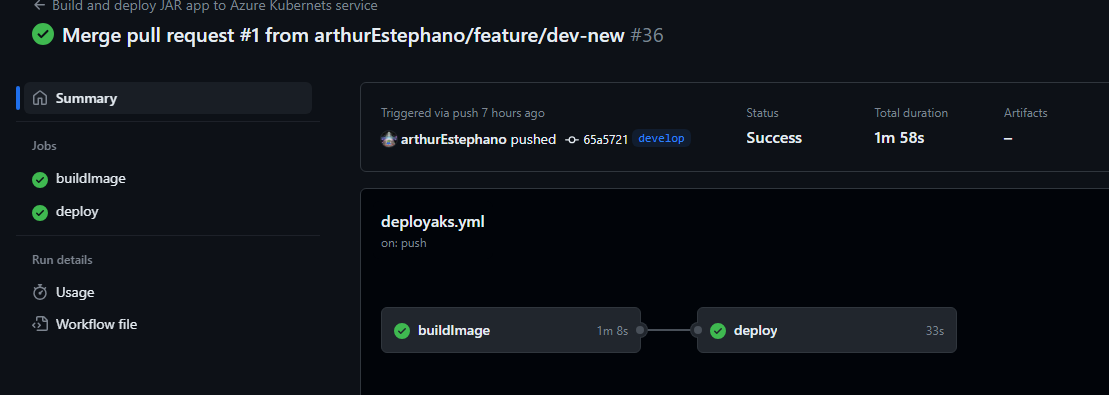 ← Build and deploy JAR app to Azure Kubernets service
Merge pull request #1 from arthurEstephano/feature/dev-new #36
Summary
Jobs
buildImage
deploy
Run details
Usage
Workflow file
Triggered via push 7 hours ago
arthurEstephano pushed 65a5721 develop
Status
Success
Total duration
1m 58s
Artifacts
–
deployaks.yml
on: push
buildImage 1m 8s
deploy 33s